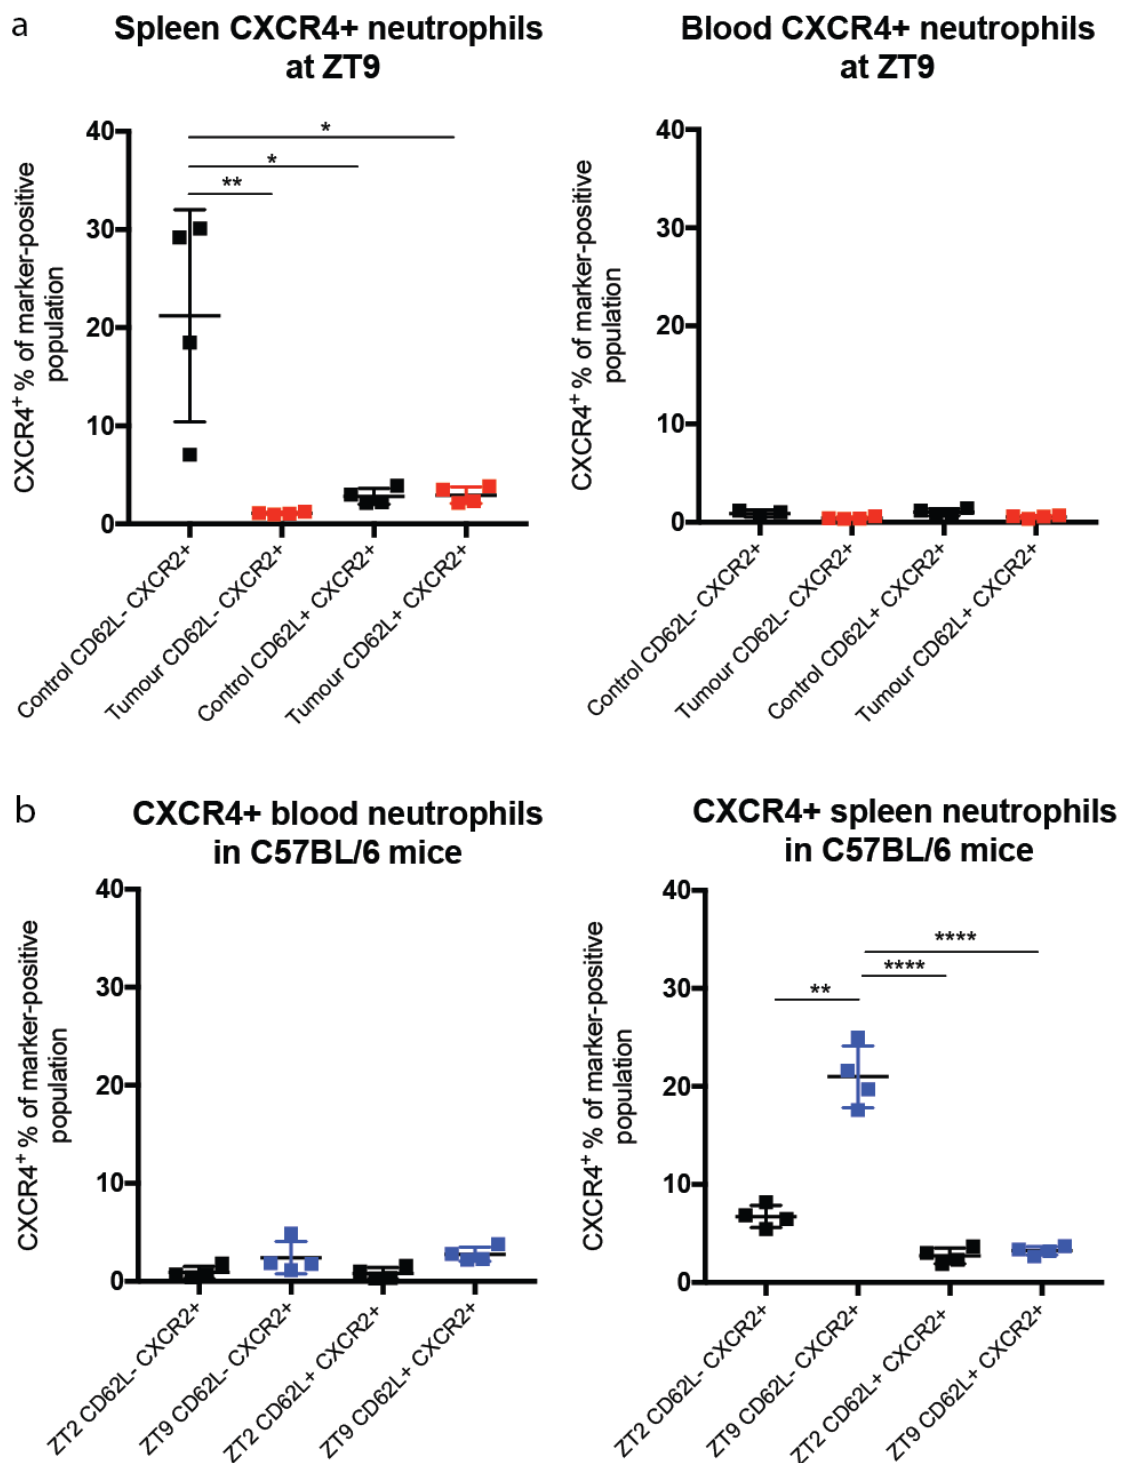 a
Spleen CXCR4+ neutrophils
at ZT9
CXCR4+ % of marker-positive
population
40
30
20
10
0
*
*
**
Control CD62L- CXCR2+
Tumour CD62L- CXCR2+
Control CD62L+ CXCR2+
Tumour CD62L+ CXCR2+
Blood CXCR4+ neutrophils
at ZT9
CXCR4+ % of marker-positive
population
40
30
20
10
0
Control CD62L- CXCR2+
Tumour CD62L- CXCR2+
Control CD62L+ CXCR2+
Tumour CD62L+ CXCR2+
b
CXCR4+ blood neutrophils
in C57BL/6 mice
CXCR4+ % of marker-positive
population
40
30
20
10
0
ZT2 CD62L- CXCR2+
ZT9 CD62L- CXCR2+
ZT2 CD62L+ CXCR2+
ZT9 CD62L+ CXCR2+
CXCR4+ spleen neutrophils
in C57BL/6 mice
CXCR4+ % of marker-positive
population
40
30
20
10
0
****
****
**
ZT2 CD62L- CXCR2+
ZT9 CD62L- CXCR2+
ZT2 CD62L+ CXCR2+
ZT9 CD62L+ CXCR2+